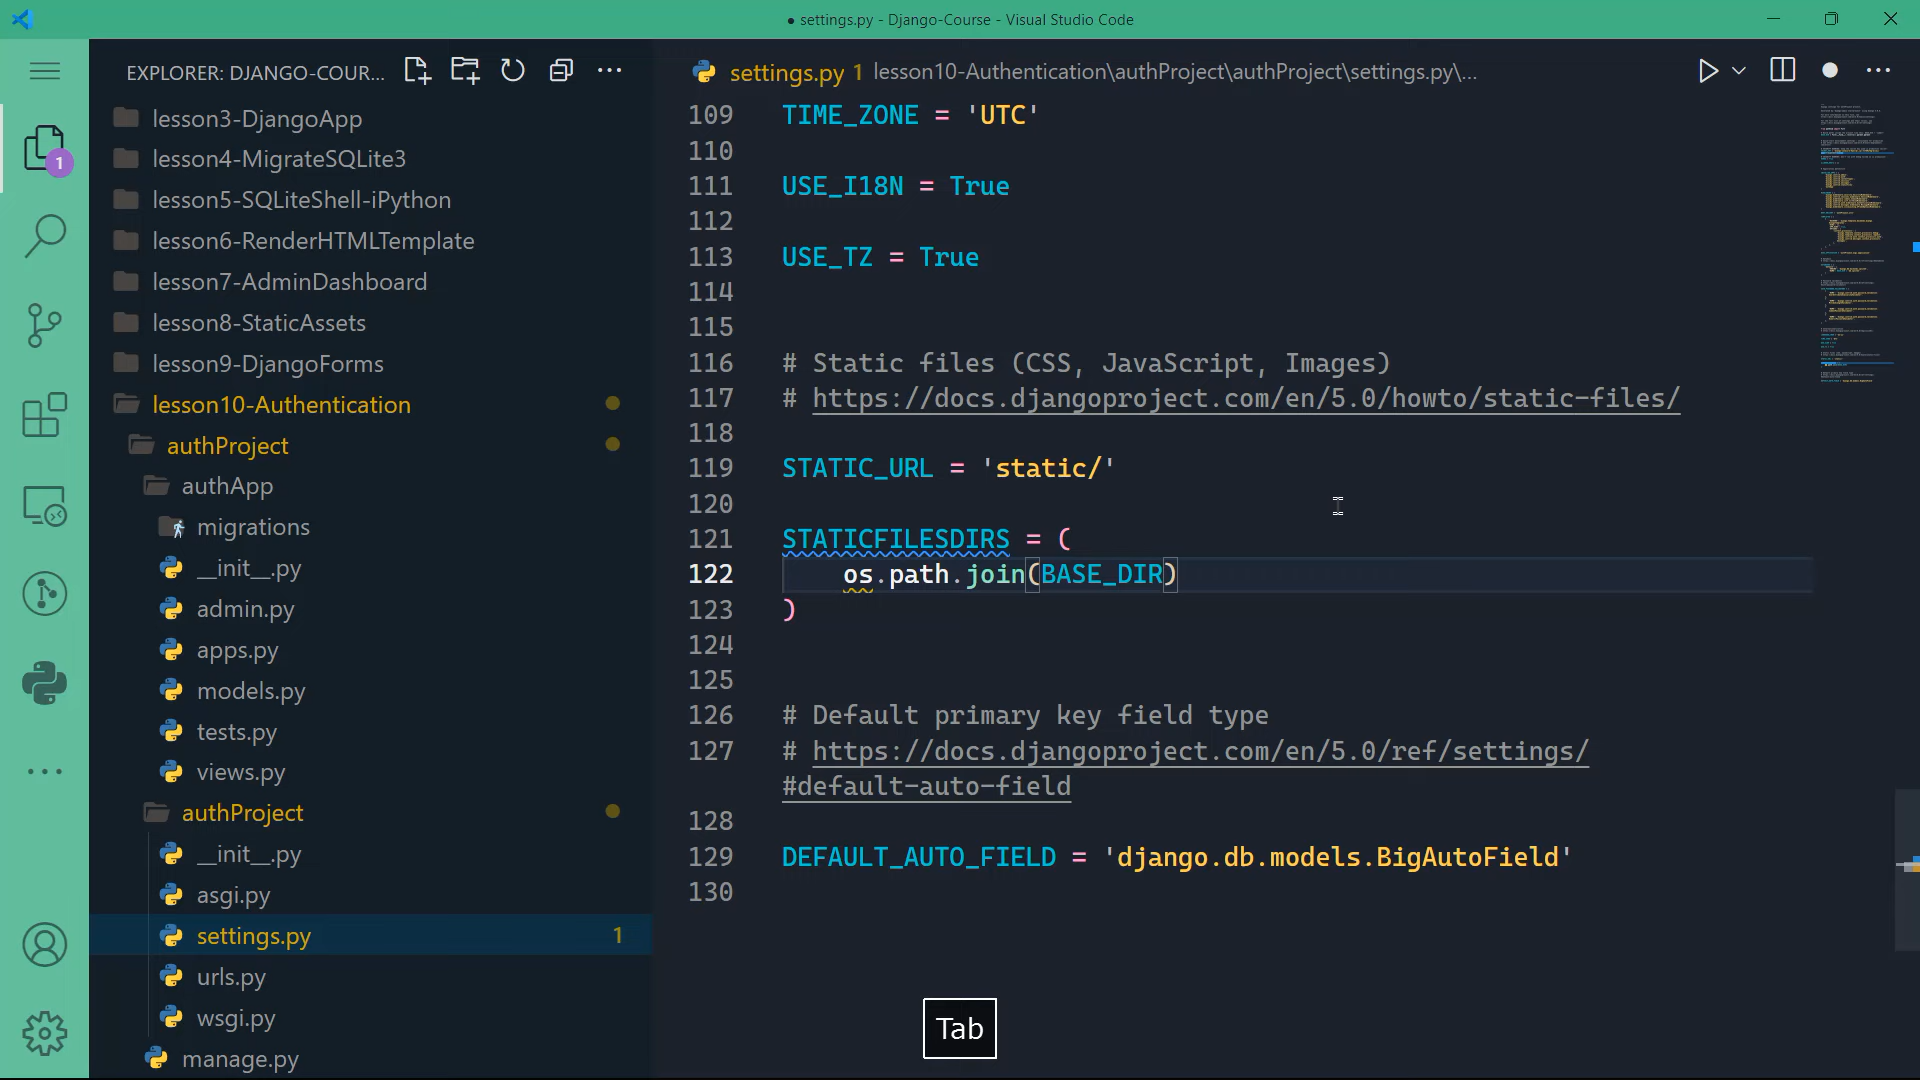 ● settings.py - Django-Course - Visual Studio Code
EXPLORER: DJANGO-COUR...
lesson3-DjangoApp
lesson4-MigrateSQLite3
lesson5-SQLiteShell-iPython
lesson6-RenderHTMLTemplate
lesson7-AdminDashboard
lesson8-StaticAssets
lesson9-DjangoForms
lesson10-Authentication
authProject
authApp
migrations
__init__.py
admin.py
apps.py
models.py
tests.py
views.py
authProject
__init__.py
asgi.py
settings.py 1
urls.py
wsgi.py
manage.py
1
settings.py 1 lesson10-Authentication\authProject\authProject\settings.py\...
109 TIME_ZONE = 'UTC'
110
111 USE_I18N = True
112
113 USE_TZ = True
114
115
116 # Static files (CSS, JavaScript, Images)
117 # https://docs.djangoproject.com/en/5.0/howto/static-files/
118
119 STATIC_URL = 'static/'
120
121 STATICFILESDIRS = (
122 os.path.join(BASE_DIR)
123 )
124
125
126 # Default primary key field type
127 # https://docs.djangoproject.com/en/5.0/ref/settings/
#default-auto-field
128
129 DEFAULT_AUTO_FIELD = 'django.db.models.BigAutoField'
130
Tab